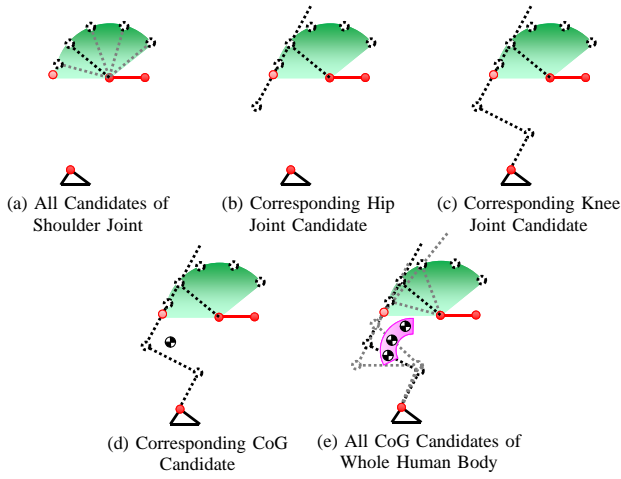 (a) All Candidates of
Shoulder Joint
(b) Corresponding Hip
Joint Candidate
(c) Corresponding Knee
Joint Candidate
(d) Corresponding CoG
Candidate
(e) All CoG Candidates of
Whole Human Body